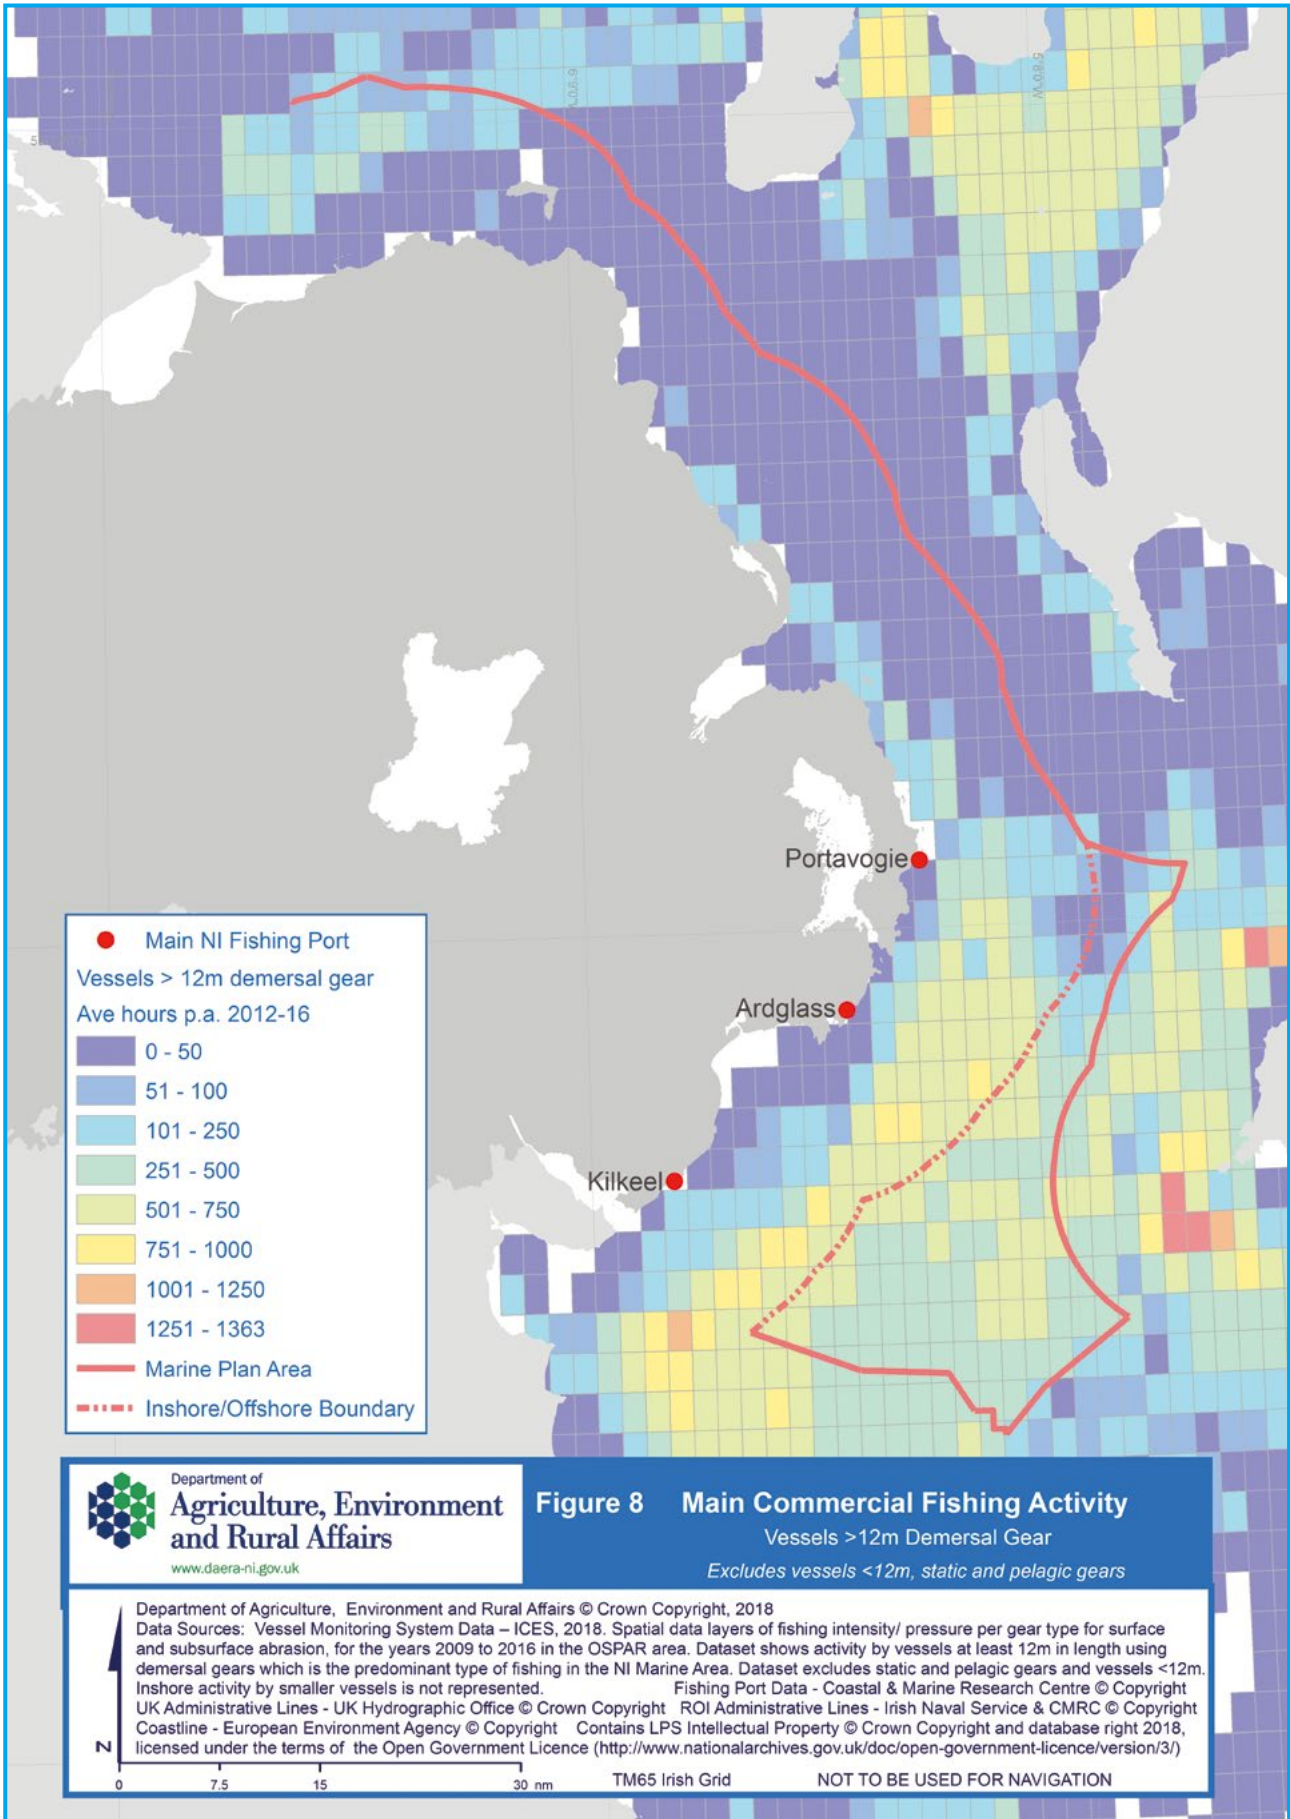 6°0'0"W
5°0'0"W
Portavogie
Ardglass
Kilkeel
Main NI Fishing Port
Vessels > 12m demersal gear
Ave hours p.a. 2012-16
0 - 50
51 - 100
101 - 250
251 - 500
501 - 750
751 - 1000
1001 - 1250
1251 - 1363
Marine Plan Area
Inshore/Offshore Boundary
Department of
Agriculture, Environment
and Rural Affairs
www.daera-ni.gov.uk
Figure 8 Main Commercial Fishing Activity
Vessels >12m Demersal Gear
Excludes vessels <12m, static and pelagic gears
Department of Agriculture, Environment and Rural Affairs © Crown Copyright, 2018
Data Sources: Vessel Monitoring System Data – ICES, 2018. Spatial data layers of fishing intensity/ pressure per gear type for surface
and subsurface abrasion, for the years 2009 to 2016 in the OSPAR area. Dataset shows activity by vessels at least 12m in length using
demersal gears which is the predominant type of fishing in the NI Marine Area. Dataset excludes static and pelagic gears and vessels <12m.
Inshore activity by smaller vessels is not represented. Fishing Port Data - Coastal & Marine Research Centre © Copyright
UK Administrative Lines - UK Hydrographic Office © Crown Copyright ROI Administrative Lines - Irish Naval Service & CMRC © Copyright
Coastline - European Environment Agency © Copyright Contains LPS Intellectual Property © Crown Copyright and database right 2018,
licensed under the terms of the Open Government Licence (http://www.nationalarchives.gov.uk/doc/open-government-licence/version/3/)
N
0 7.5 15 30 nm
TM65 Irish Grid NOT TO BE USED FOR NAVIGATION